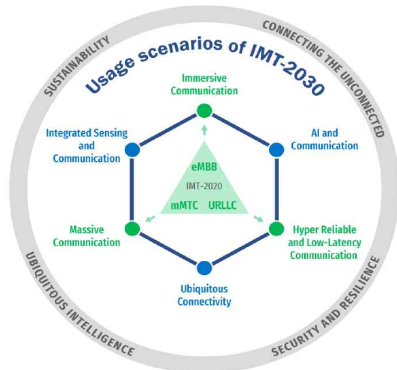 SUSTAINABILITY
CONNECTING THE UNCONNECTED
Usage scenarios of IMT-2030
Immersive
Communication
Integrated Sensing
and
Communication
AI and
Communication
eMBB
IMT-2020
mMTC URLLC
Massive
Communication
Hyper Reliable
and Low-Latency
Communication
Ubiquitous
Connectivity
UBIQUITOUS INTELLIGENCE
SECURITY AND RESILIENCE